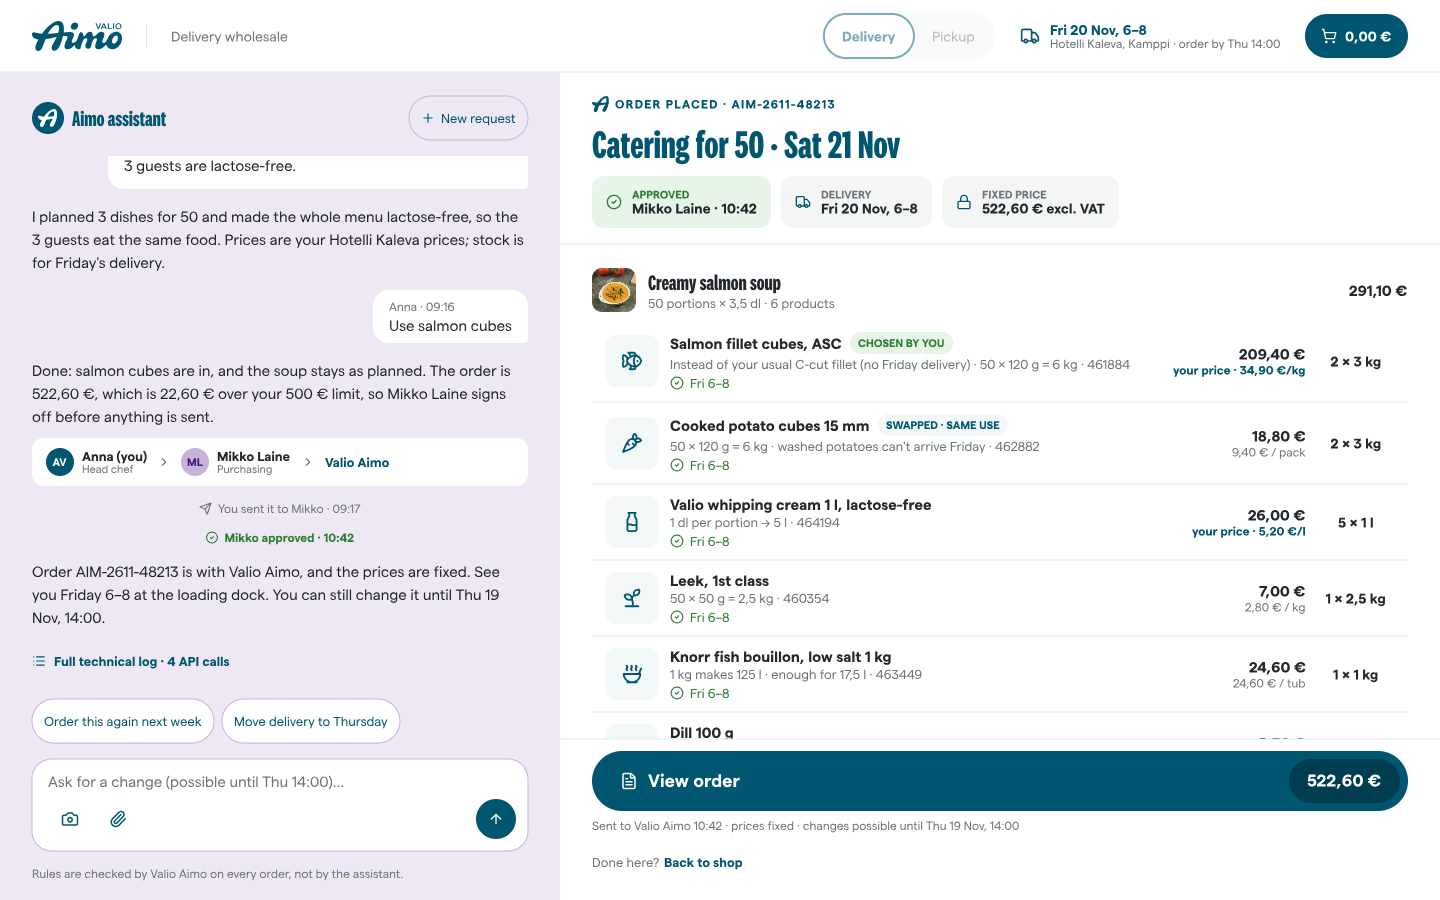 VALIO
Aimo
Delivery wholesale
Delivery
Pickup
Fri 20 Nov, 6–8
Hotelli Kaleva, Kamppi · order by Thu 14:00
0,00 €
Aimo assistant
New request
3 guests are lactose-free.
I planned 3 dishes for 50 and made the whole menu lactose-free, so the
3 guests eat the same food. Prices are your Hotelli Kaleva prices; stock is
for Friday's delivery.
Anna · 09:16
Use salmon cubes
Done: salmon cubes are in, and the soup stays as planned. The order is
522,60 €, which is 22,60 € over your 500 € limit, so Mikko Laine signs
off before anything is sent.
AV
Anna (you)
Head chef
ML
Mikko Laine
Purchasing
Valio Aimo
You sent it to Mikko · 09:17
Mikko approved · 10:42
Order AIM-2611-48213 is with Valio Aimo, and the prices are fixed. See
you Friday 6–8 at the loading dock. You can still change it until Thu 19
Nov, 14:00.
Full technical log · 4 API calls
Order this again next week
Move delivery to Thursday
Ask for a change (possible until Thu 14:00)...
Rules are checked by Valio Aimo on every order, not by the assistant.
ORDER PLACED · AIM-2611-48213
Catering for 50 · Sat 21 Nov
APPROVED
Mikko Laine · 10:42
DELIVERY
Fri 20 Nov, 6–8
FIXED PRICE
522,60 € excl. VAT
Creamy salmon soup
50 portions × 3,5 dl · 6 products
291,10 €
Salmon fillet cubes, ASC
CHOSEN BY YOU
Instead of your usual C-cut fillet (no Friday delivery) · 50 × 120 g = 6 kg · 461884
Fri 6–8
209,40 €
your price · 34,90 €/kg
2 × 3 kg
Cooked potato cubes 15 mm
SWAPPED · SAME USE
50 × 120 g = 6 kg · washed potatoes can't arrive Friday · 462882
Fri 6–8
18,80 €
9,40 € / pack
2 × 3 kg
Valio whipping cream 1 l, lactose-free
1 dl per portion → 5 l · 464194
Fri 6–8
26,00 €
your price · 5,20 €/l
5 × 1 l
Leek, 1st class
50 × 50 g = 2,5 kg · 460354
Fri 6–8
7,00 €
2,80 € / kg
1 × 2,5 kg
Knorr fish bouillon, low salt 1 kg
1 kg makes 125 l · enough for 17,5 l · 463449
Fri 6–8
24,60 €
24,60 € / tub
1 × 1 kg
Dill 100 g
View order
522,60 €
Sent to Valio Aimo 10:42 · prices fixed · changes possible until Thu 19 Nov, 14:00
Done here? Back to shop